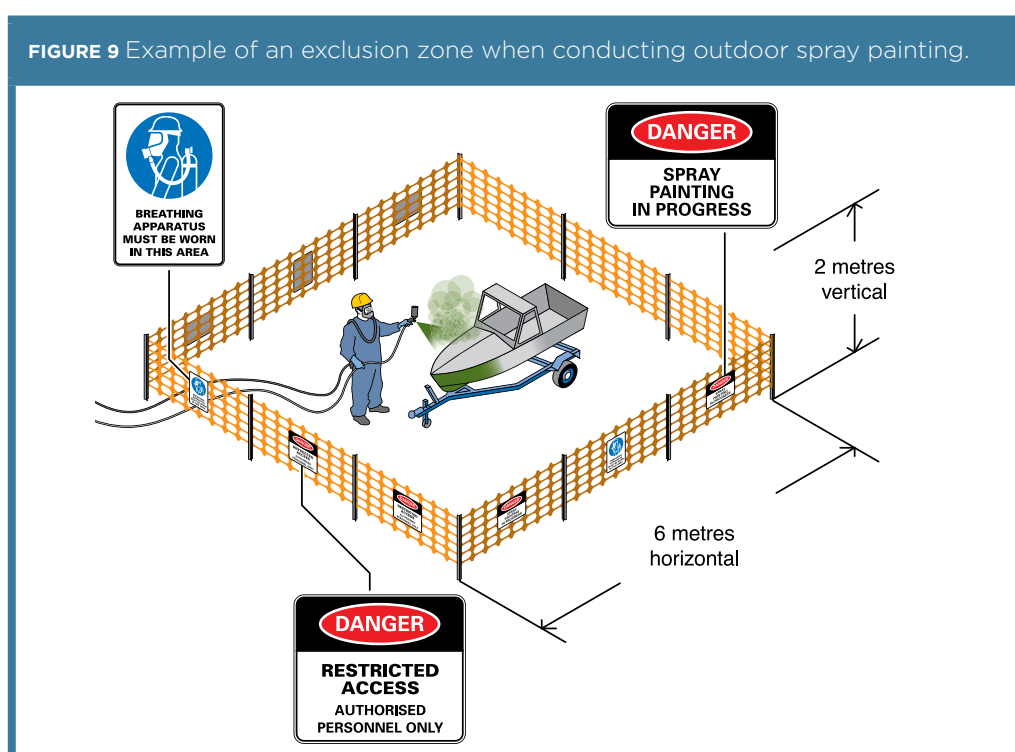 FIGURE 9 Example of an exclusion zone when conducting outdoor spray painting.
BREATHING
APPARATUS
MUST BE WORN
IN THIS AREA
DANGER
SPRAY
PAINTING
IN PROGRESS
2 metres
vertical
6 metres
horizontal
DANGER
RESTRICTED
ACCESS
AUTHORISED
PERSONNEL ONLY